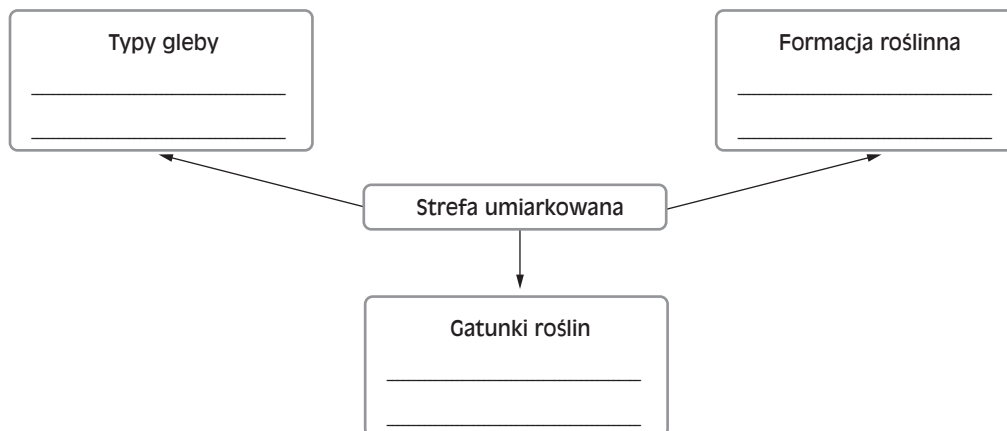 Typy gleby
Formacja roślinna
Strefa umiarkowana
Gatunki roślin